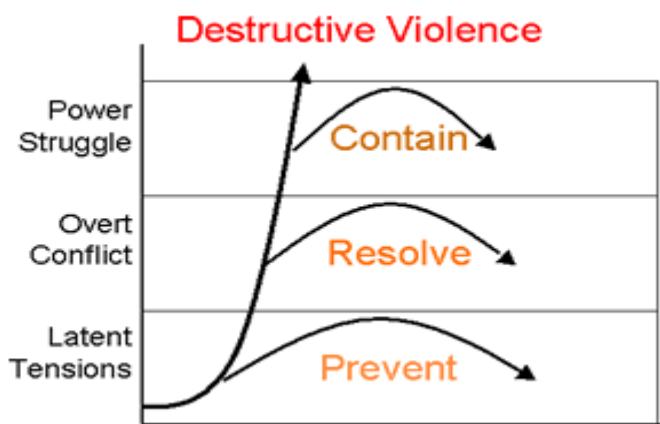 Destructive Violence
Power
Struggle
Contain
Overt
Conflict
Resolve
Latent
Tensions
Prevent